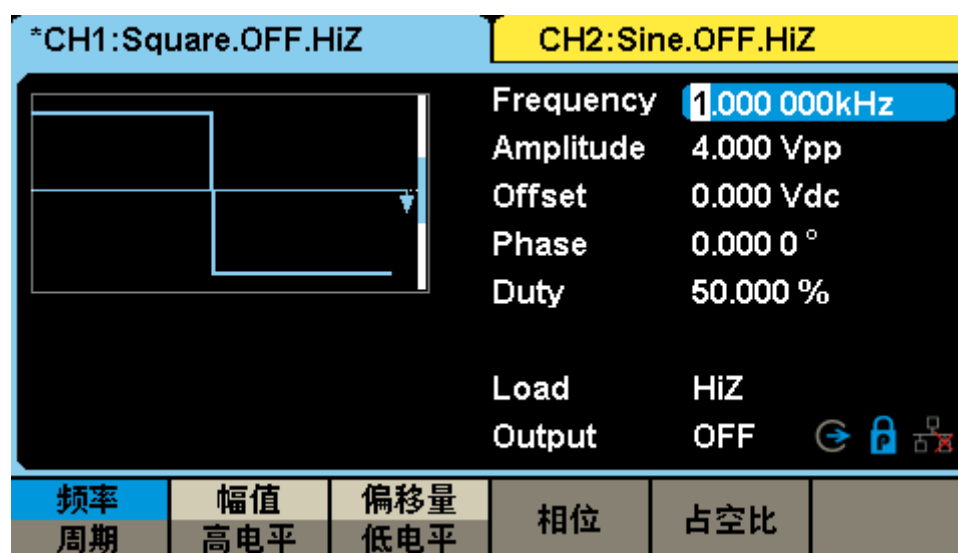 *CH1:Square.OFF.HiZ
CH2:Sine.OFF.HiZ
Frequency 1.000 000kHz
Amplitude 4.000 Vpp
Offset 0.000 Vdc
Phase 0.000 0 °
Duty 50.000 %
Load HiZ
Output OFF
频率 幅值 偏移量 相位 占空比
周期 高电平 低电平